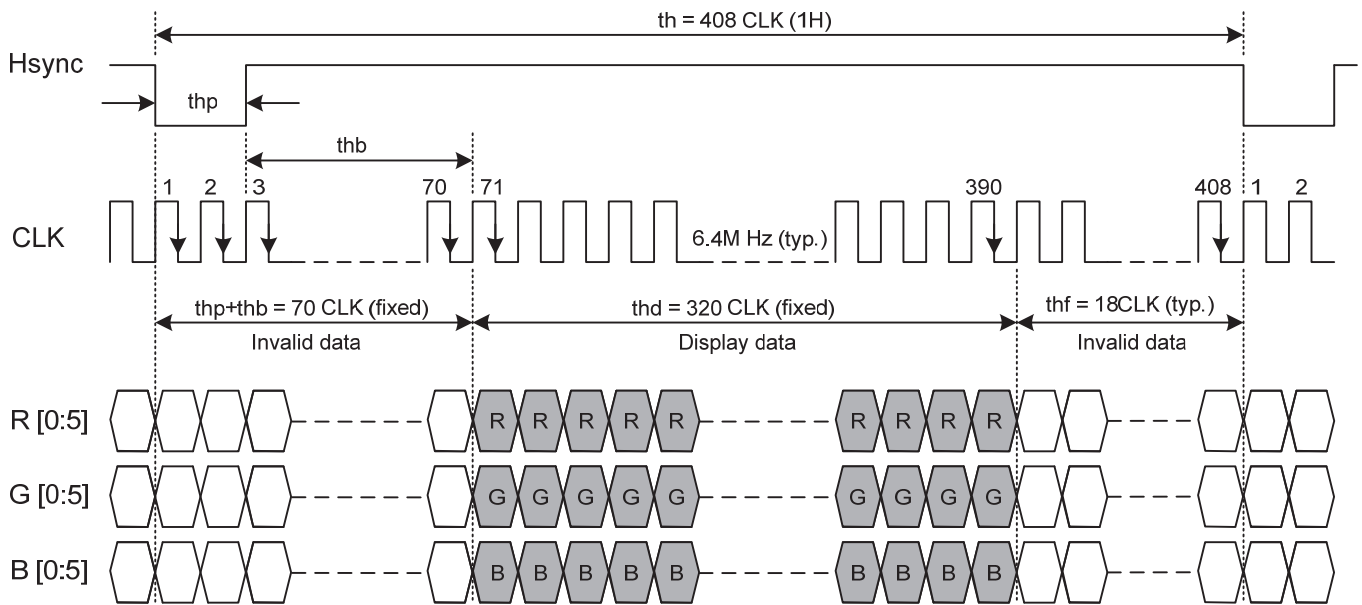 th = 408 CLK (1H)
Hsync
thp
thb
1 2 3 70 71 390 408 1 2
CLK
6.4M Hz (typ.)
thp+thb = 70 CLK (fixed) thd = 320 CLK (fixed) thf = 18CLK (typ.)
Invalid data Display data Invalid data
R [0:5] R R R R R R R R R
G [0:5] G G G G G G G G G
B [0:5] B B B B B B B B B